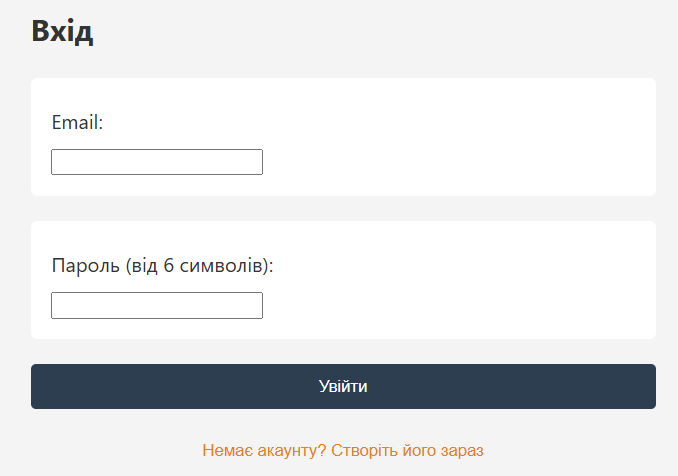 Вхід
Email:
Пароль (від 6 символів):
Увійти
Немає акаунту? Створіть його зараз